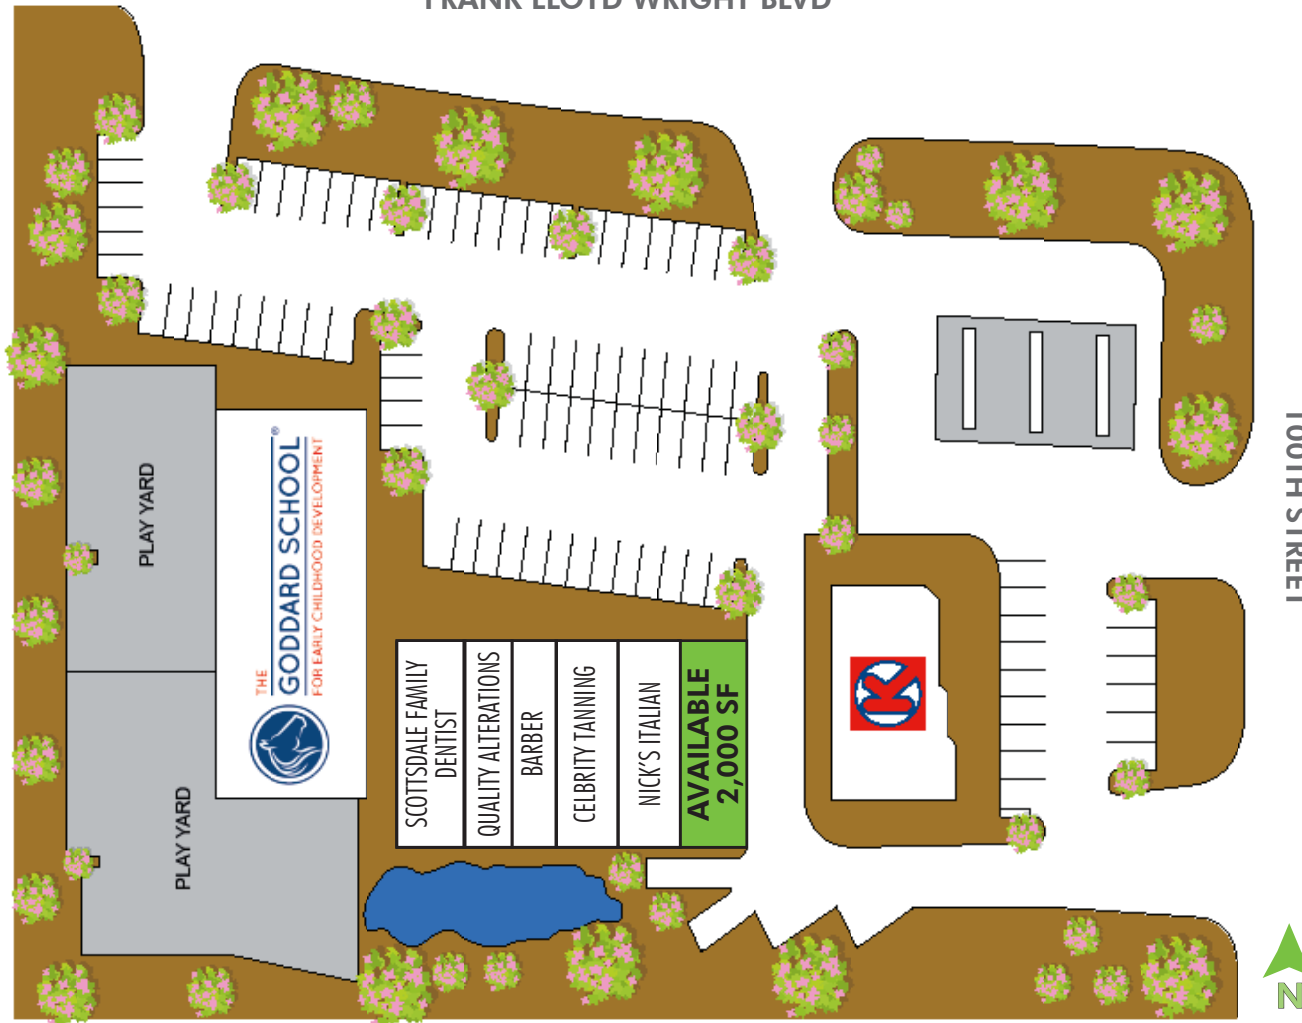 FRANK LLOYD WRIGHT BLVD
100TH STREET
PLAY YARD
THE
GODDARD SCHOOL®
FOR EARLY CHILDHOOD DEVELOPMENT
PLAY YARD
SCOTTSDALE FAMILY
DENTIST
QUALITY ALTERATIONS
BARBER
CELBRITY TANNING
NICK'S ITALIAN
AVAILABLE
2,000 SF
K
N